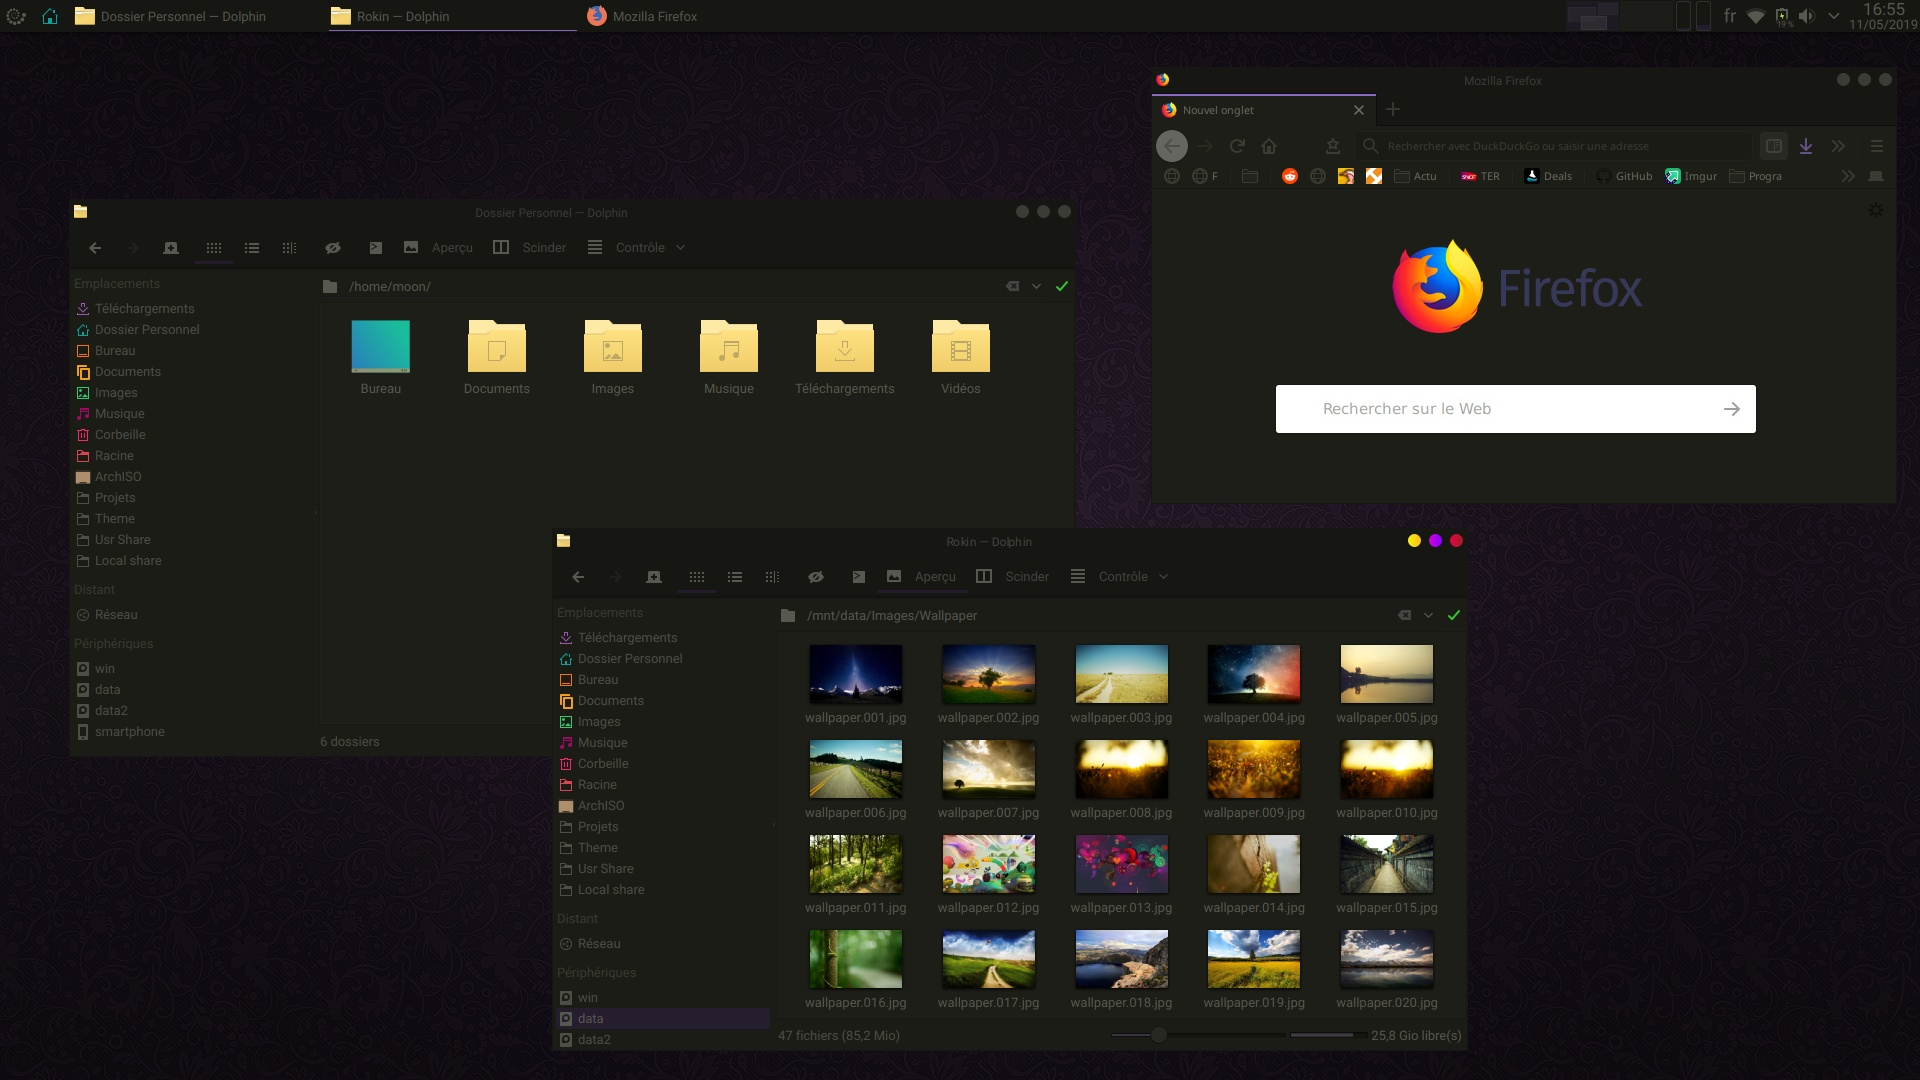 Dossier Personnel — Dolphin
Rokin — Dolphin
Mozilla Firefox
fr
19 %
16:55
11/05/2019
Mozilla Firefox
Nouvel onglet
Rechercher avec DuckDuckGo ou saisir une adresse
F
Actu
SNCF TER
Deals
GitHub
Imgur
Progra
Firefox
Rechercher sur le Web
Dossier Personnel — Dolphin
Aperçu
Scinder
Contrôle
Emplacements
Téléchargements
Dossier Personnel
Bureau
Documents
Images
Musique
Corbeille
Racine
ArchISO
Projets
Theme
Usr Share
Local share
Distant
Réseau
Périphériques
win
data
data2
smartphone
/home/moon/
Bureau
Documents
Images
Musique
Téléchargements
Vidéos
6 dossiers
Rokin — Dolphin
Aperçu
Scinder
Contrôle
Emplacements
Téléchargements
Dossier Personnel
Bureau
Documents
Images
Musique
Corbeille
Racine
ArchISO
Projets
Theme
Usr Share
Local share
Distant
Réseau
Périphériques
win
data
data2
/mnt/data/Images/Wallpaper
wallpaper.001.jpg
wallpaper.002.jpg
wallpaper.003.jpg
wallpaper.004.jpg
wallpaper.005.jpg
wallpaper.006.jpg
wallpaper.007.jpg
wallpaper.008.jpg
wallpaper.009.jpg
wallpaper.010.jpg
wallpaper.011.jpg
wallpaper.012.jpg
wallpaper.013.jpg
wallpaper.014.jpg
wallpaper.015.jpg
wallpaper.016.jpg
wallpaper.017.jpg
wallpaper.018.jpg
wallpaper.019.jpg
wallpaper.020.jpg
47 fichiers (85,2 Mio)
25,8 Gio libre(s)